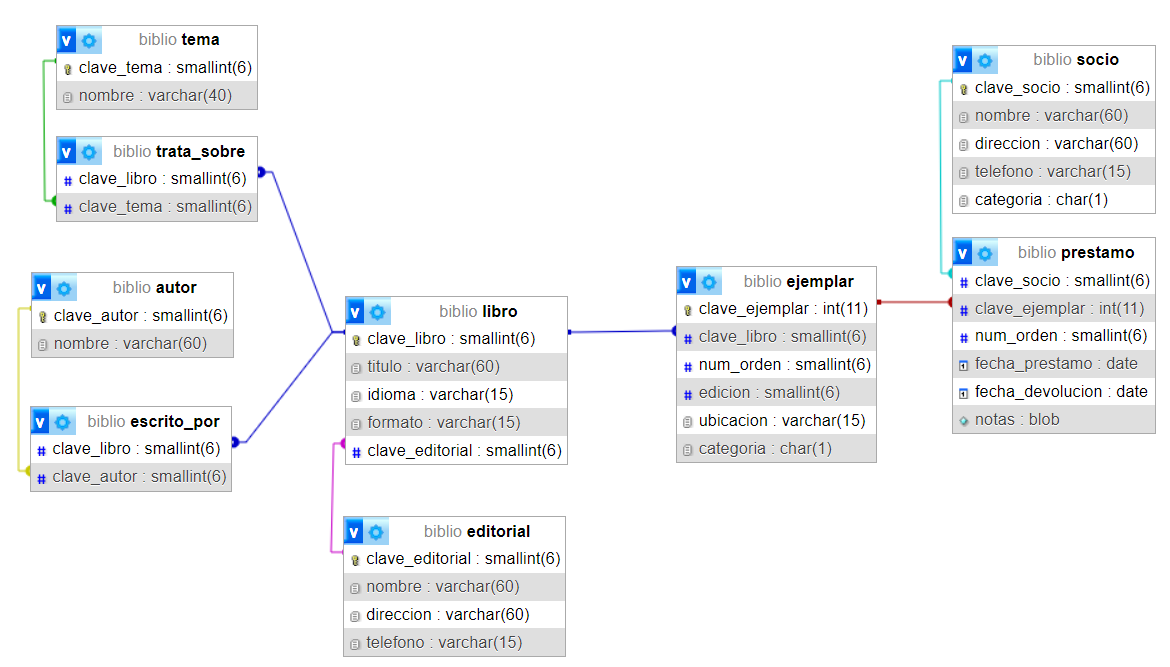 biblio tema
clave_tema : smallint(6)
nombre : varchar(40)
biblio trata_sobre
clave_libro : smallint(6)
clave_tema : smallint(6)
biblio autor
clave_autor : smallint(6)
nombre : varchar(60)
biblio escrito_por
clave_libro : smallint(6)
clave_autor : smallint(6)
biblio libro
clave_libro : smallint(6)
titulo : varchar(60)
idioma : varchar(15)
formato : varchar(15)
clave_editorial : smallint(6)
biblio editorial
clave_editorial : smallint(6)
nombre : varchar(60)
direccion : varchar(60)
telefono : varchar(15)
biblio ejemplar
clave_ejemplar : int(11)
clave_libro : smallint(6)
num_orden : smallint(6)
edicion : smallint(6)
ubicacion : varchar(15)
categoria : char(1)
biblio socio
clave_socio : smallint(6)
nombre : varchar(60)
direccion : varchar(60)
telefono : varchar(15)
categoria : char(1)
biblio prestamo
clave_socio : smallint(6)
clave_ejemplar : int(11)
num_orden : smallint(6)
fecha_prestamo : date
fecha_devolucion : date
notas : blob